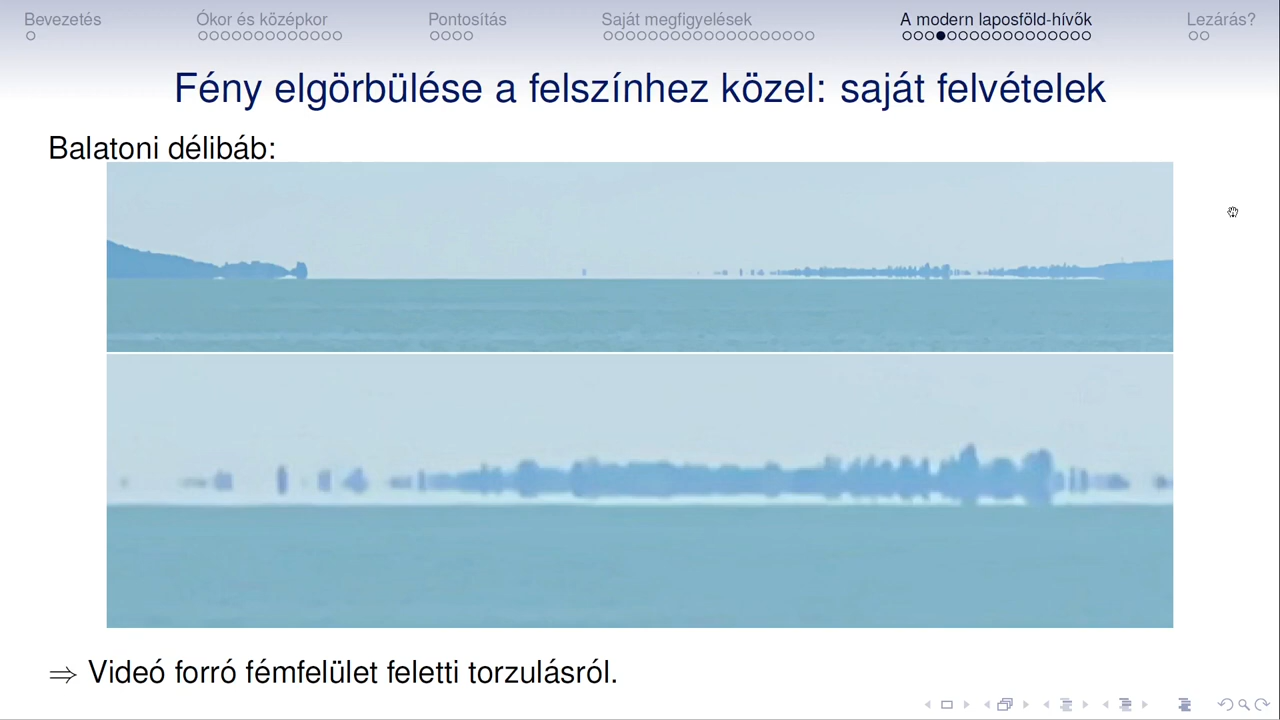 Bevezetés
Ókor és középkor
Pontosítás
Saját megfigyelések
A modern laposföld-hívők
Lezárás?
Fény elgörbülése a felszínhez közel: saját felvételek
Balatoni délibáb:
⇒ Videó forró fémfelület feletti torzulásról.